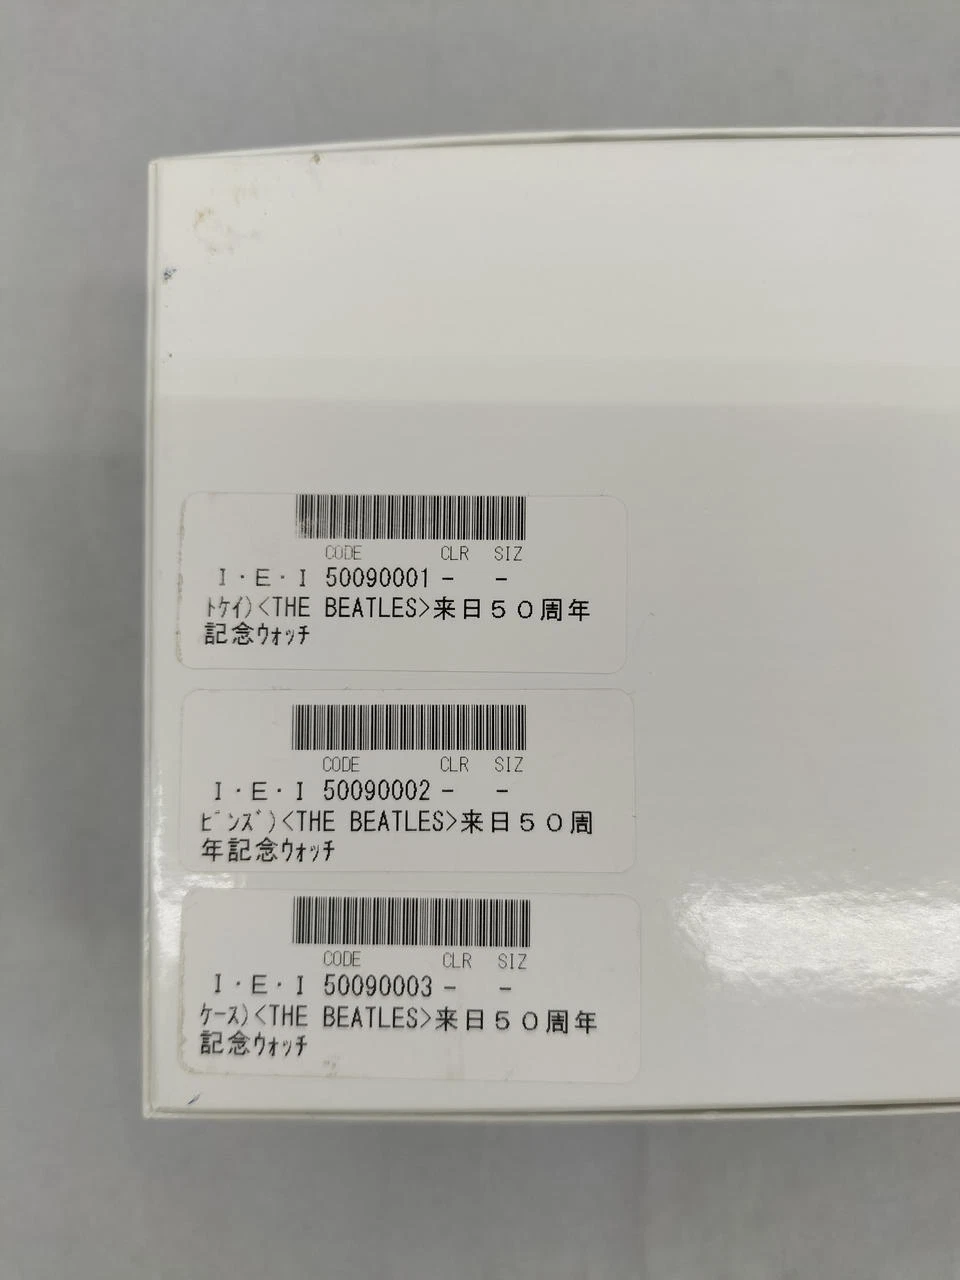 CODE CLR SIZ
I・E・I 50090001 - -
ﾄｹｲ)<THE BEATLES>来日５０周年
記念ｳｫｯﾁ
CODE CLR SIZ
I・E・I 50090002 - -
ﾋﾟﾝｽﾞ)<THE BEATLES>来日５０周
年記念ｳｫｯﾁ
CODE CLR SIZ
I・E・I 50090003 - -
ｹｰｽ)<THE BEATLES>来日５０周年
記念ｳｫｯﾁ